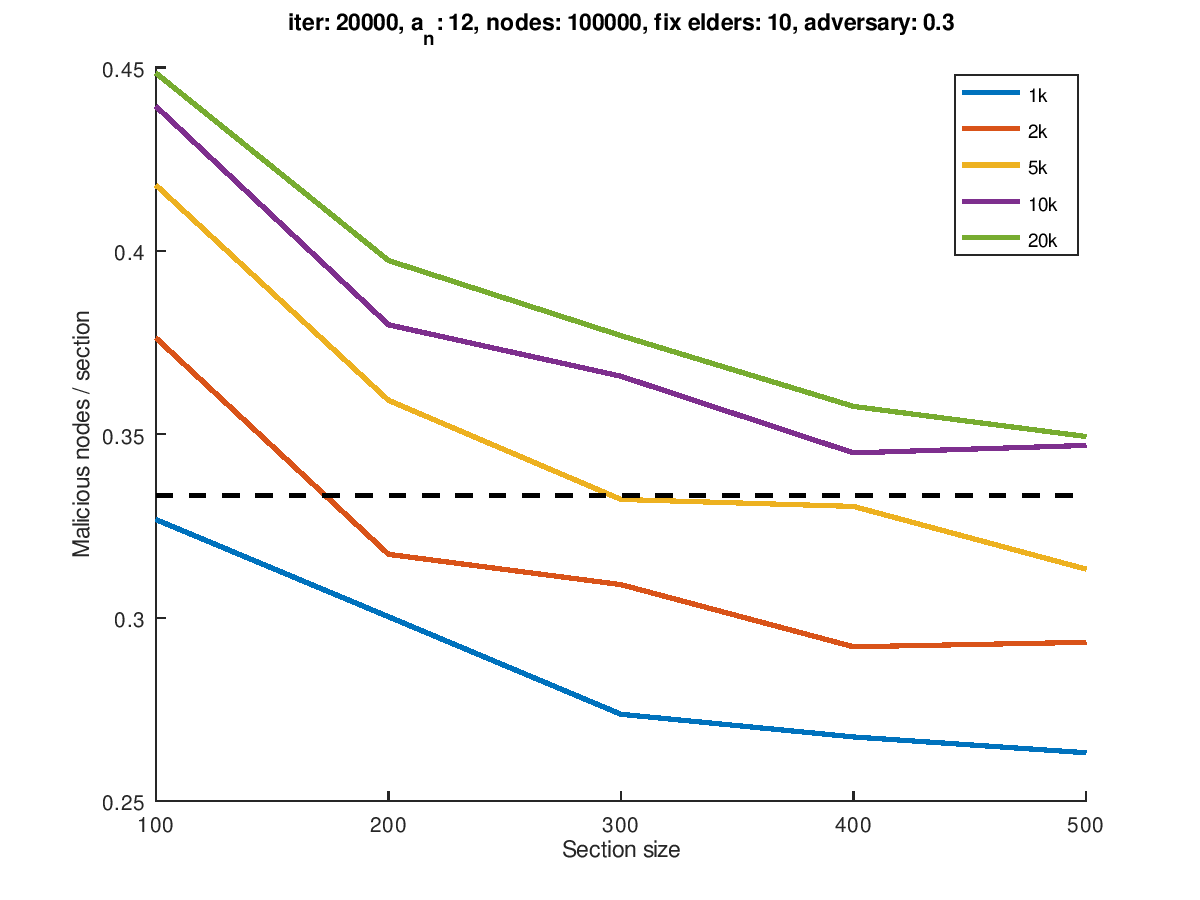 iter: 20000, a_n: 12, nodes: 100000, fix elders: 10, adversary: 0.3
1k
2k
5k
10k
20k
Malicious nodes / section
0.45
0.4
0.35
0.3
0.25
100 200 300 400 500
Section size